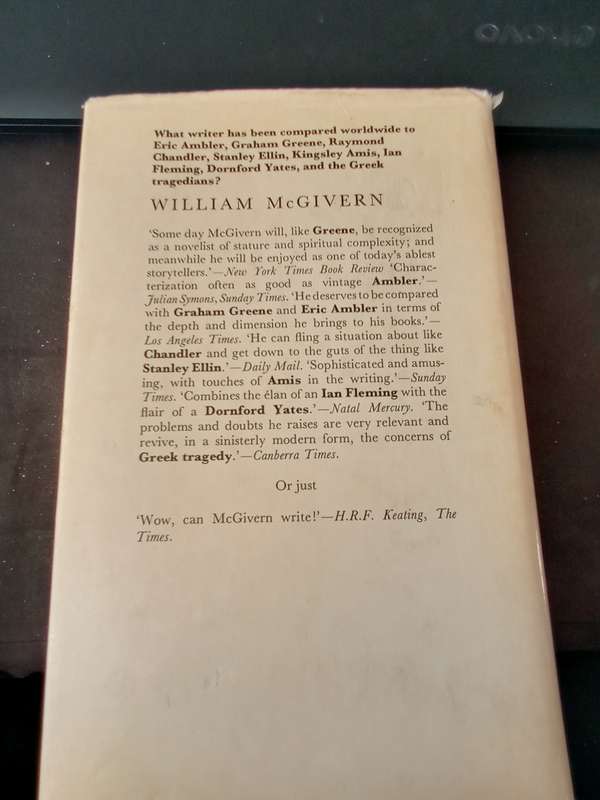 lenovo
What writer has been compared worldwide to
Eric Ambler, Graham Greene, Raymond
Chandler, Stanley Ellin, Kingsley Amis, Ian
Fleming, Dornford Yates, and the Greek
tragedians?
WILLIAM McGIVERN
‘Some day McGivern will, like Greene, be recognized
as a novelist of stature and spiritual complexity; and
meanwhile he will be enjoyed as one of today’s ablest
storytellers.’—New York Times Book Review ‘Charac-
terization often as good as vintage Ambler.’—
Julian Symons, Sunday Times. ‘He deserves to be compared
with Graham Greene and Eric Ambler in terms of
the depth and dimension he brings to his books.’—
Los Angeles Times. ‘He can fling a situation about like
Chandler and get down to the guts of the thing like
Stanley Ellin.’—Daily Mail. ‘Sophisticated and amus-
ing, with touches of Amis in the writing.’—Sunday
Times. ‘Combines the élan of an Ian Fleming with the
flair of a Dornford Yates.’—Natal Mercury. ‘The
problems and doubts he raises are very relevant and
revive, in a sinisterly modern form, the concerns of
Greek tragedy.’—Canberra Times.
Or just
‘Wow, can McGivern write!’—H.R.F. Keating, The
Times.